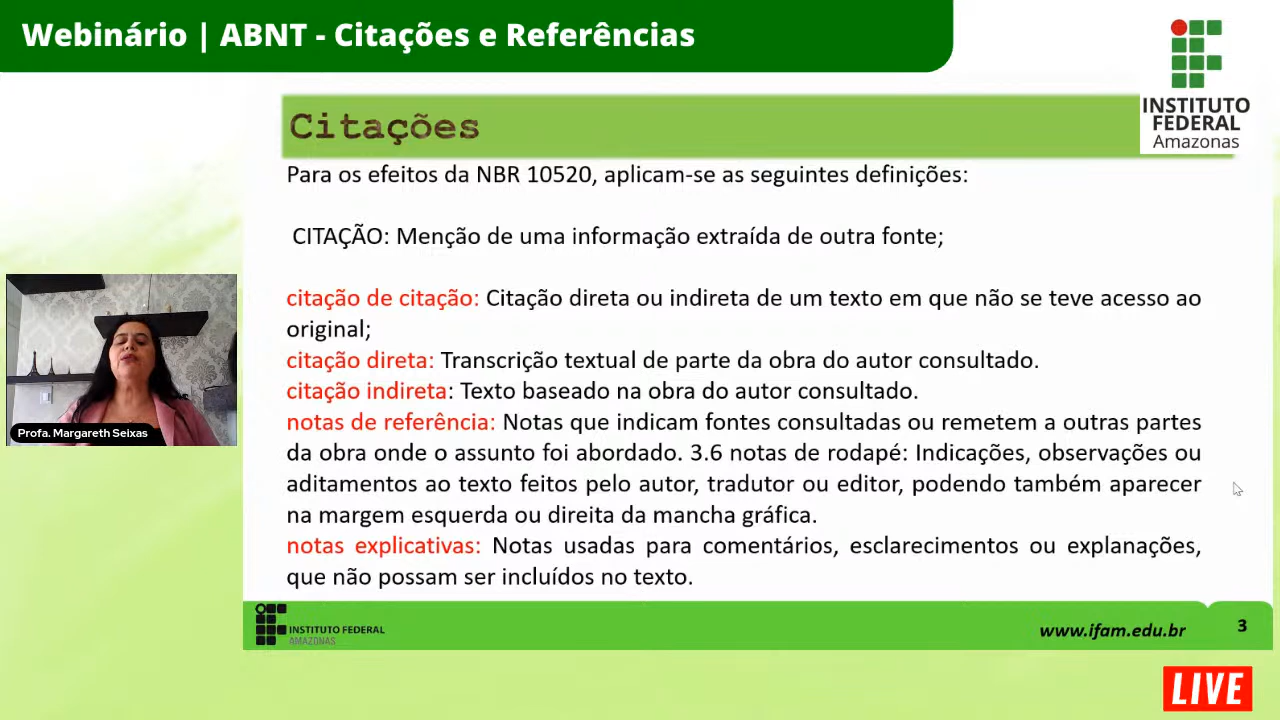 Webinário | ABNT - Citações e Referências
INSTITUTO
FEDERAL
Amazonas
Citações
Para os efeitos da NBR 10520, aplicam-se as seguintes definições:
CITAÇÃO: Menção de uma informação extraída de outra fonte;
citação de citação: Citação direta ou indireta de um texto em que não se teve acesso ao
original;
citação direta: Transcrição textual de parte da obra do autor consultado.
citação indireta: Texto baseado na obra do autor consultado.
notas de referência: Notas que indicam fontes consultadas ou remetem a outras partes
da obra onde o assunto foi abordado. 3.6 notas de rodapé: Indicações, observações ou
aditamentos ao texto feitos pelo autor, tradutor ou editor, podendo também aparecer
na margem esquerda ou direita da mancha gráfica.
notas explicativas: Notas usadas para comentários, esclarecimentos ou explanações,
que não possam ser incluídos no texto.
Profa. Margareth Seixas
INSTITUTO FEDERAL
AMAZONAS
www.ifam.edu.br
3
LIVE